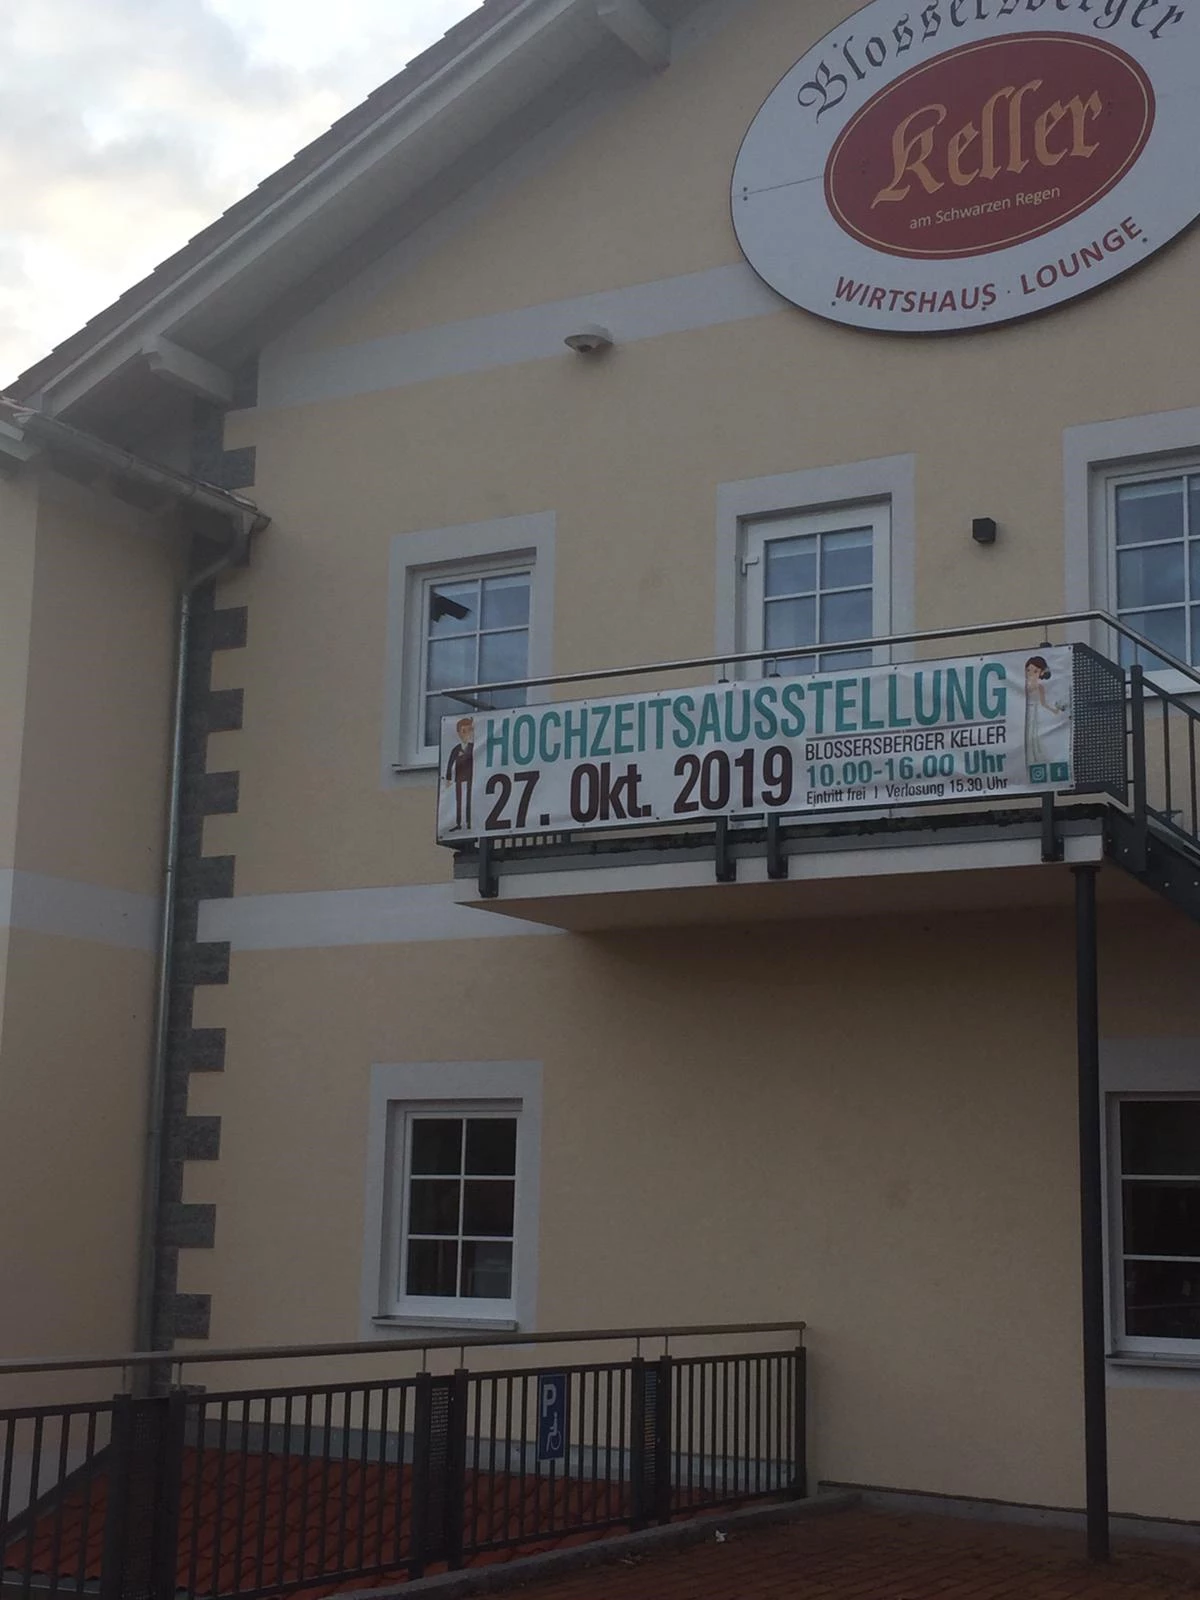 Blossersberger
Keller
am Schwarzen Regen
WIRTSHAUS · LOUNGE
HOCHZEITSAUSSTELLUNG
27. Okt. 2019
BLOSSERSBERGER KELLER
10.00-16.00 Uhr
Eintritt frei | Verlosung 15.30 Uhr
P